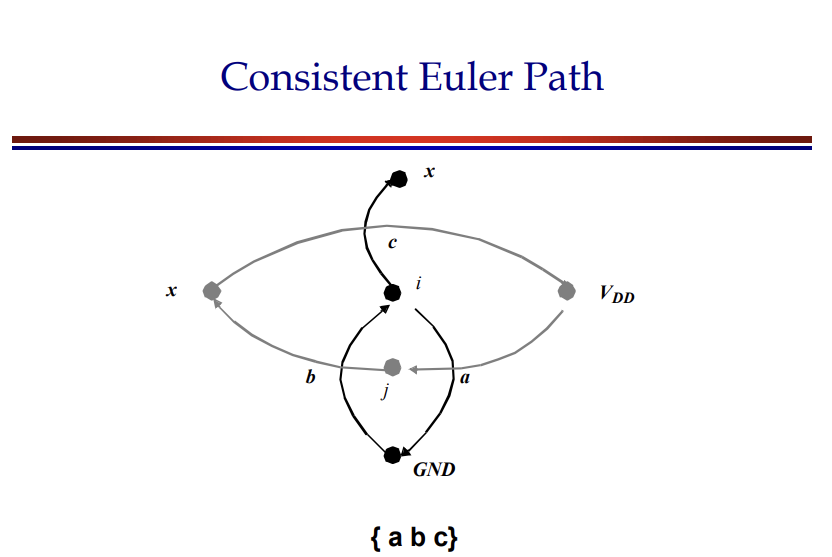 Consistent Euler Path
x
c
x
i
VDD
b
j
a
GND
{ a b c}